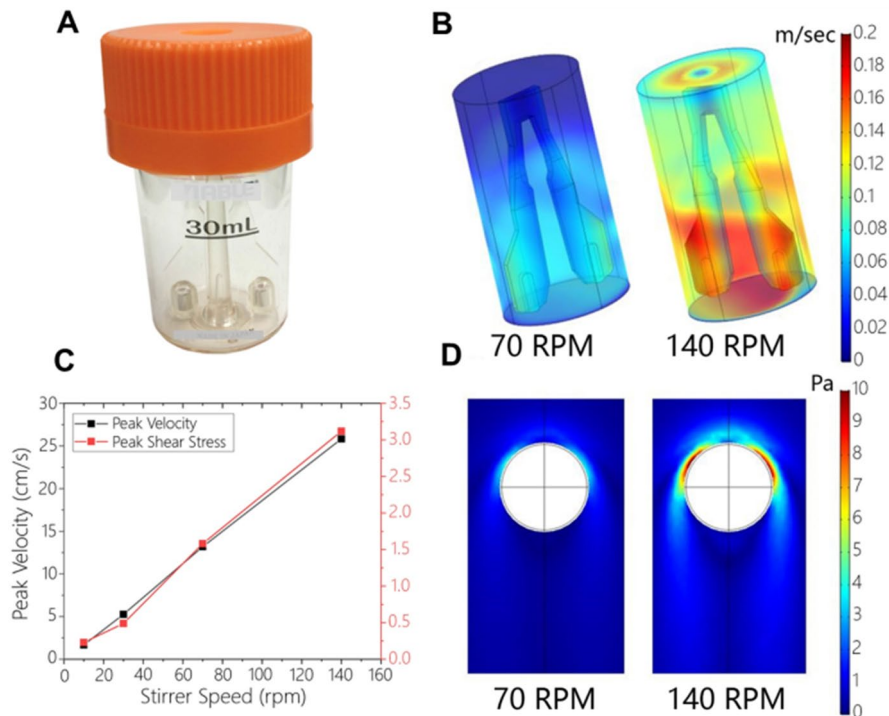 A
30mL
B
m/sec
0.2
0.18
0.16
0.14
0.12
0.1
0.08
0.06
0.04
0.02
0
70 RPM
140 RPM
C
30
25
20
15
10
5
0
Peak Velocity (cm/s)
Peak Velocity
Peak Shear Stress
3.5
3.0
2.5
2.0
1.5
1.0
0.5
0.0
0 20 40 60 80 100 120 140 160
Stirrer Speed (rpm)
D
Pa
10
9
8
7
6
5
4
3
2
1
0
70 RPM
140 RPM